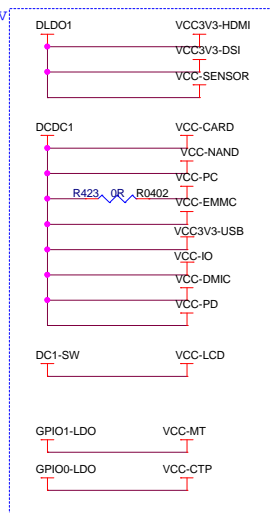 V
DLDO1 VCC3V3-HDMI
VCC3V3-DSI
VCC-SENSOR
DCDC1 VCC-CARD
VCC-NAND
VCC-PC
R423 0R R0402
VCC-EMMC
VCC3V3-USB
VCC-IO
VCC-DMIC
VCC-PD
DC1-SW VCC-LCD
GPIO1-LDO VCC-MT
GPIO0-LDO VCC-CTP